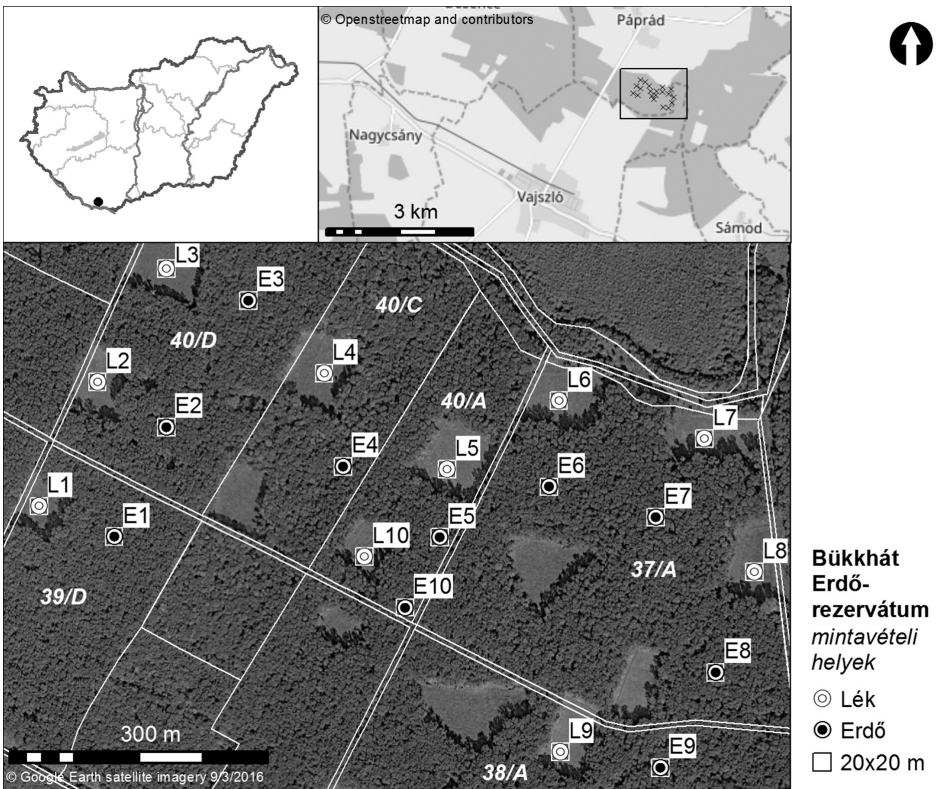 © Openstreetmap and contributors
Páprád
Nagycsány
Vajszló
3 km
Sámod
L3
E3
40/C
40/D
L4
L2
L6
40/A
E2
L7
L5
E4
E6
L1
E7
E1
L10
E5
L8
37/A
39/D
E10
E8
300 m
L9
E9
38/A
© Google Earth satellite imagery 9/3/2016
Bükkhát
Erdő-
rezervátum
mintavételi
helyek
Lék
Erdő
20x20 m